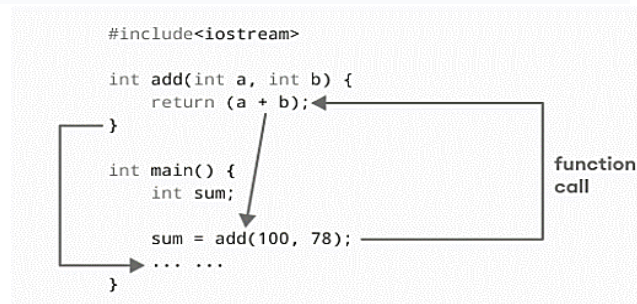 #include<iostream>
int add(int a, int b) {
return (a + b);
}
int main() {
int sum;
sum = add(100, 78);
... ...
}
function
call